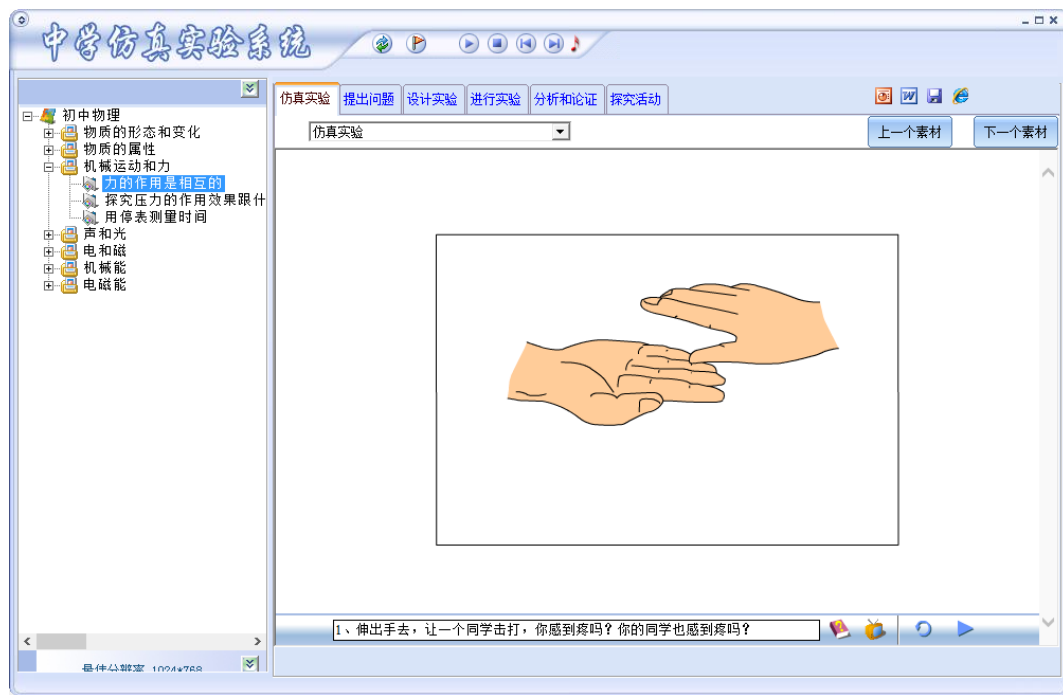 中学仿真实验系统
仿真实验 提出问题 设计实验 进行实验 分析和论证 探究活动
仿真实验
上一个素材 下一个素材
初中物理
物质的形态和变化
物质的属性
机械运动和力
力的作用是相互的
探究压力的作用效果跟什
用停表测量时间
声和光
电和磁
机械能
电磁能
1、伸出手去，让一个同学击打，你感到疼吗？你的同学也感到疼吗？
最佳分辨率 1024*768